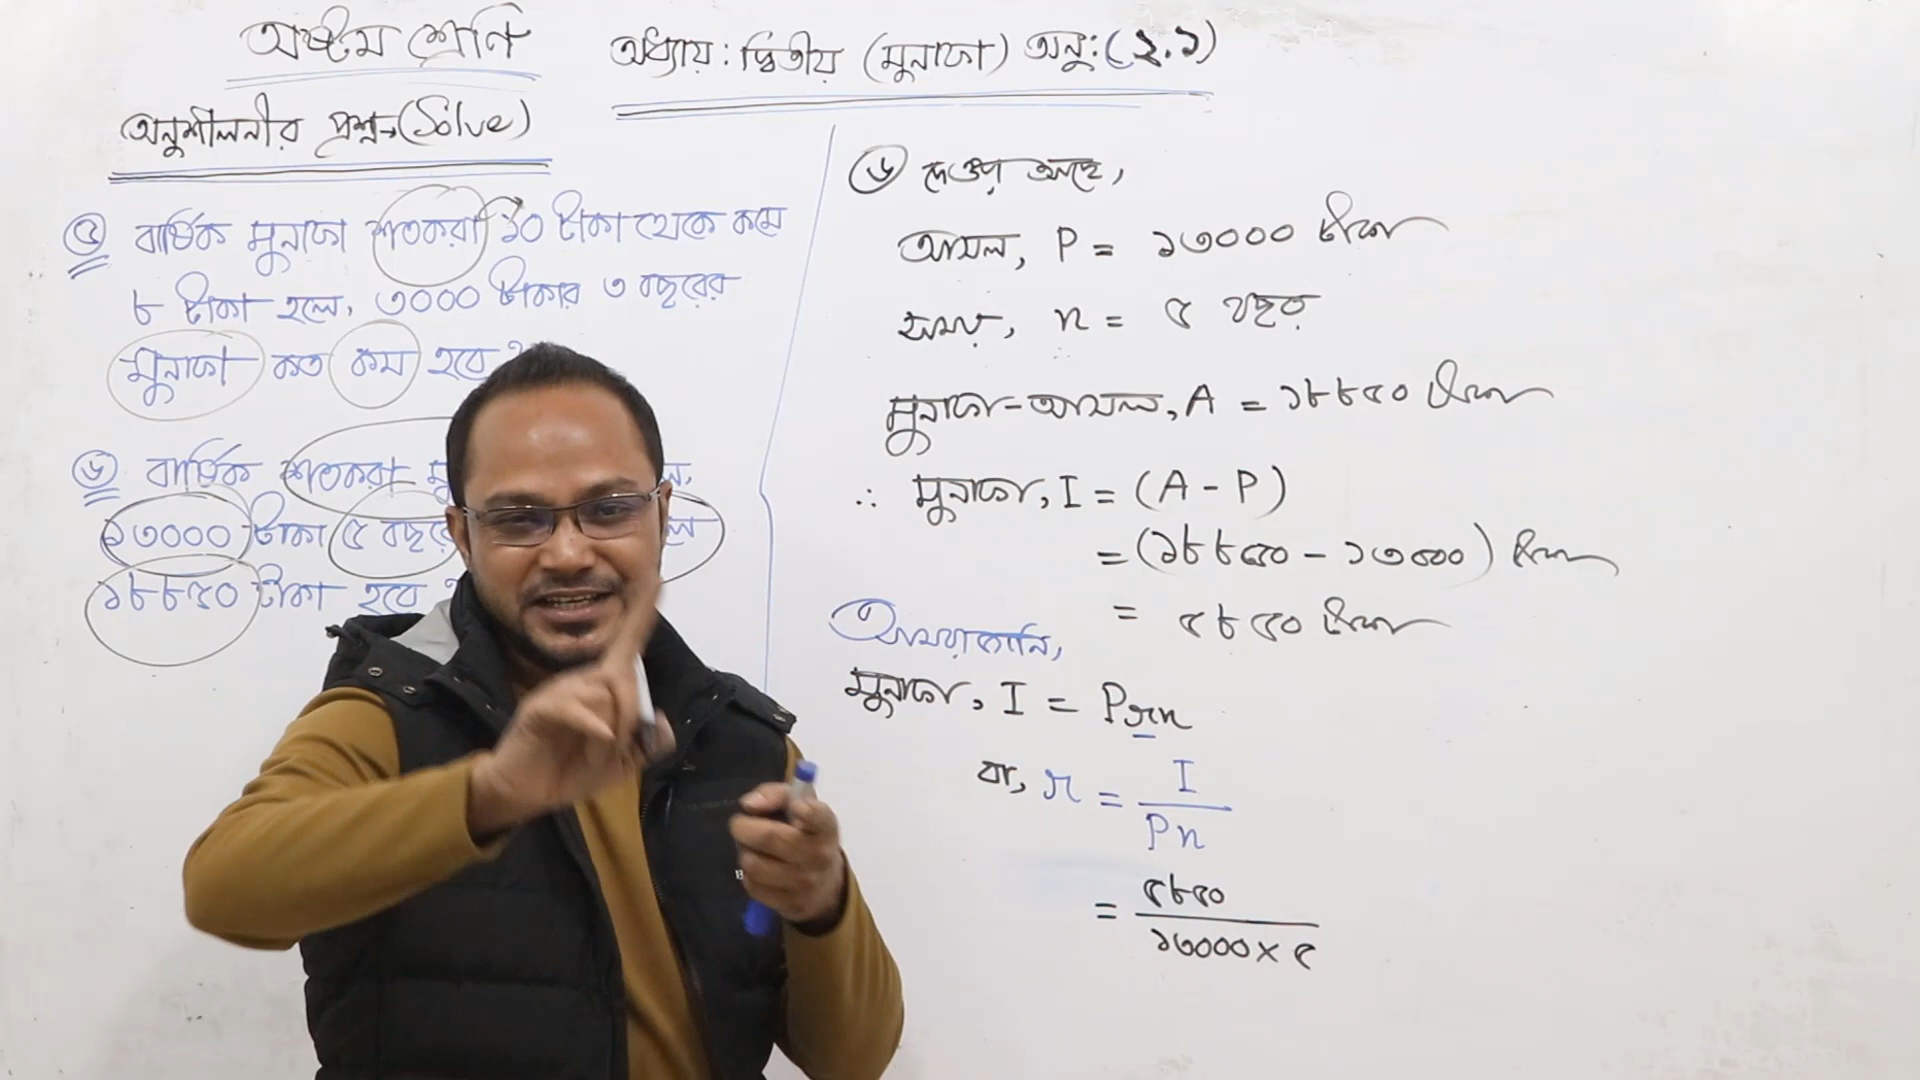 অষ্টম শ্রেণি
অধ্যায়: দ্বিতীয় (মুনাফা) অনু: (২.১)
অনুশীলনীর প্রশ্ন→(Solve)
৫ বার্ষিক মুনাফা শতকরা ১০ টাকা থেকে কমে
৮ টাকা হলে, ৩০০০ টাকার ৩ বছরের
মুনাফা কত কম হবে ?
৬ বার্ষিক শতকরা
১৩০০০ টাকা ৫ বছরে
১৮৮৫০ টাকা হবে ?
৬ দেওয়া আছে,
আসল, P = ১৩০০০ টাকা
সময়, n = ৫ বছর
মুনাফা-আসল, A = ১৮৮৫০ টাকা
∴ মুনাফা, I = (A - P)
= (১৮৮৫০ - ১৩০০০) টাকা
= ৫৮৫০ টাকা
আমরা জানি,
মুনাফা, I = Prn
বা, r = I / Pn
= ৫৮৫০ / ১৩০০০ × ৫